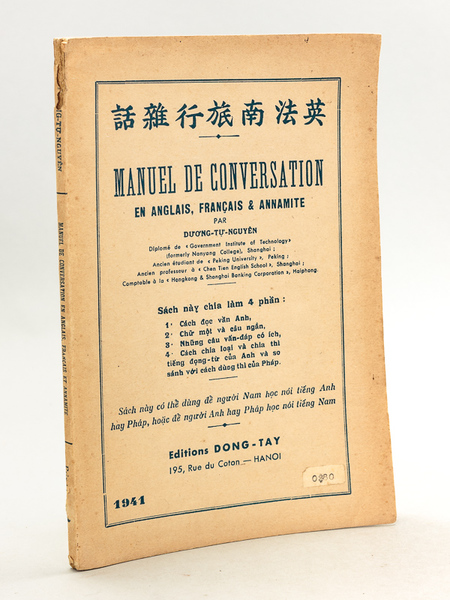 話雜行旅南法英
MANUEL DE CONVERSATION
EN ANGLAIS, FRANÇAIS & ANNAMITE
PAR
DƯƠNG-TỰ-NGUYÊN
Diplomé de « Government Institute of Technology»
(formerly Nanyang College), Shanghai ;
Ancien étudiant de « Peking University », Peking ;
Ancien professeur à « Chen Tien English School », Shanghai ;
Comptable à la « Hongkong & Shanghai Banking Corporation », Haiphong.
Sách này chia làm 4 phần :
1· Cách đọc văn Anh,
2· Chữ một và câu ngắn,
3· Những câu vấn-đáp có ích,
4· Cách chia loại và chia thì
tiếng động-từ của Anh và so
sánh với cách dùng thì của Pháp.
Sách này có thể dùng để người Nam học nói tiếng Anh
hay Pháp, hoặc để người Anh hay Pháp học nói tiếng Nam
Editions DONG-TAY
195, Rue du Coton — HANOI
1941
MANUEL DE CONVERSATION EN ANGLAIS, FRANÇAIS ET ANNAMITE